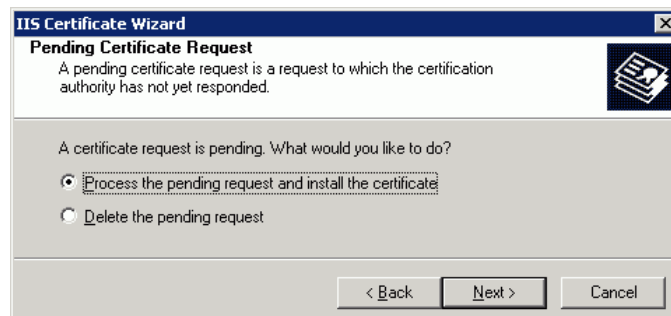 IIS Certificate Wizard
Pending Certificate Request
A pending certificate request is a request to which the certification
authority has not yet responded.
A certificate request is pending. What would you like to do?
Process the pending request and install the certificate
Delete the pending request
< Back
Next >
Cancel